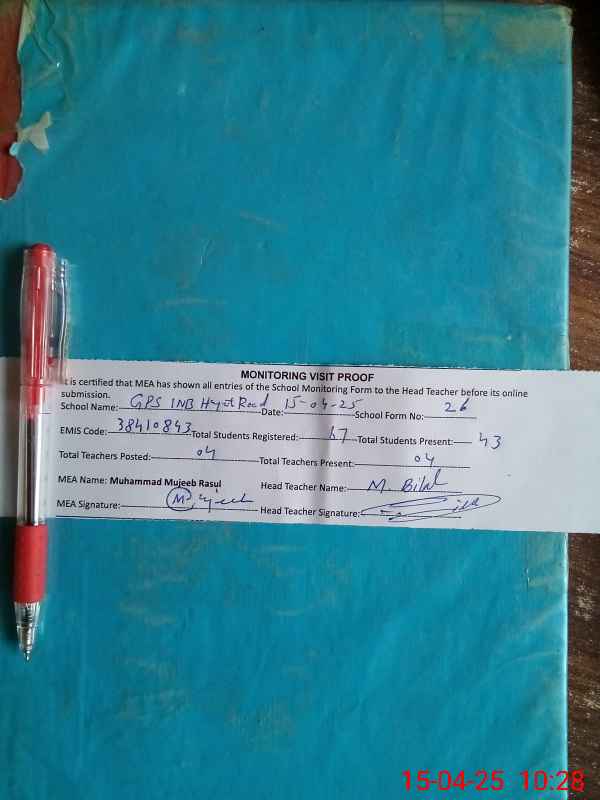 MONITORING VISIT PROOF
t is certified that MEA has shown all entries of the School Monitoring Form to the Head Teacher before its online
submission.
School Name: GPS 1NB Hayat Road Date: 15-04-25 School Form No: 26
EMIS Code: 38410843 Total Students Registered: 67 Total Students Present: 43
Total Teachers Posted: 04 Total Teachers Present: 04
MEA Name: Muhammad Mujeeb Rasul Head Teacher Name: M. Bilal
MEA Signature: Mujeeb Head Teacher Signature:
15-04-25 10:28